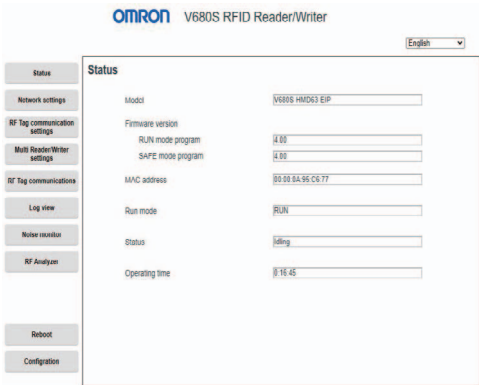 OMRON V680S RFID Reader/Writer
English
Status
Status
Network settings
RF Tag communication settings
Multi Reader/Writer settings
RF Tag communications
Log view
Noise monitor
RF Analyzer
Reboot
Configration
Model V680S HMD63 EIP
Firmware version
RUN mode program 4.00
SAFE mode program 4.00
MAC address 00:00:0A:95:C6:77
Run mode RUN
Status Idling
Operating time 0:16:45